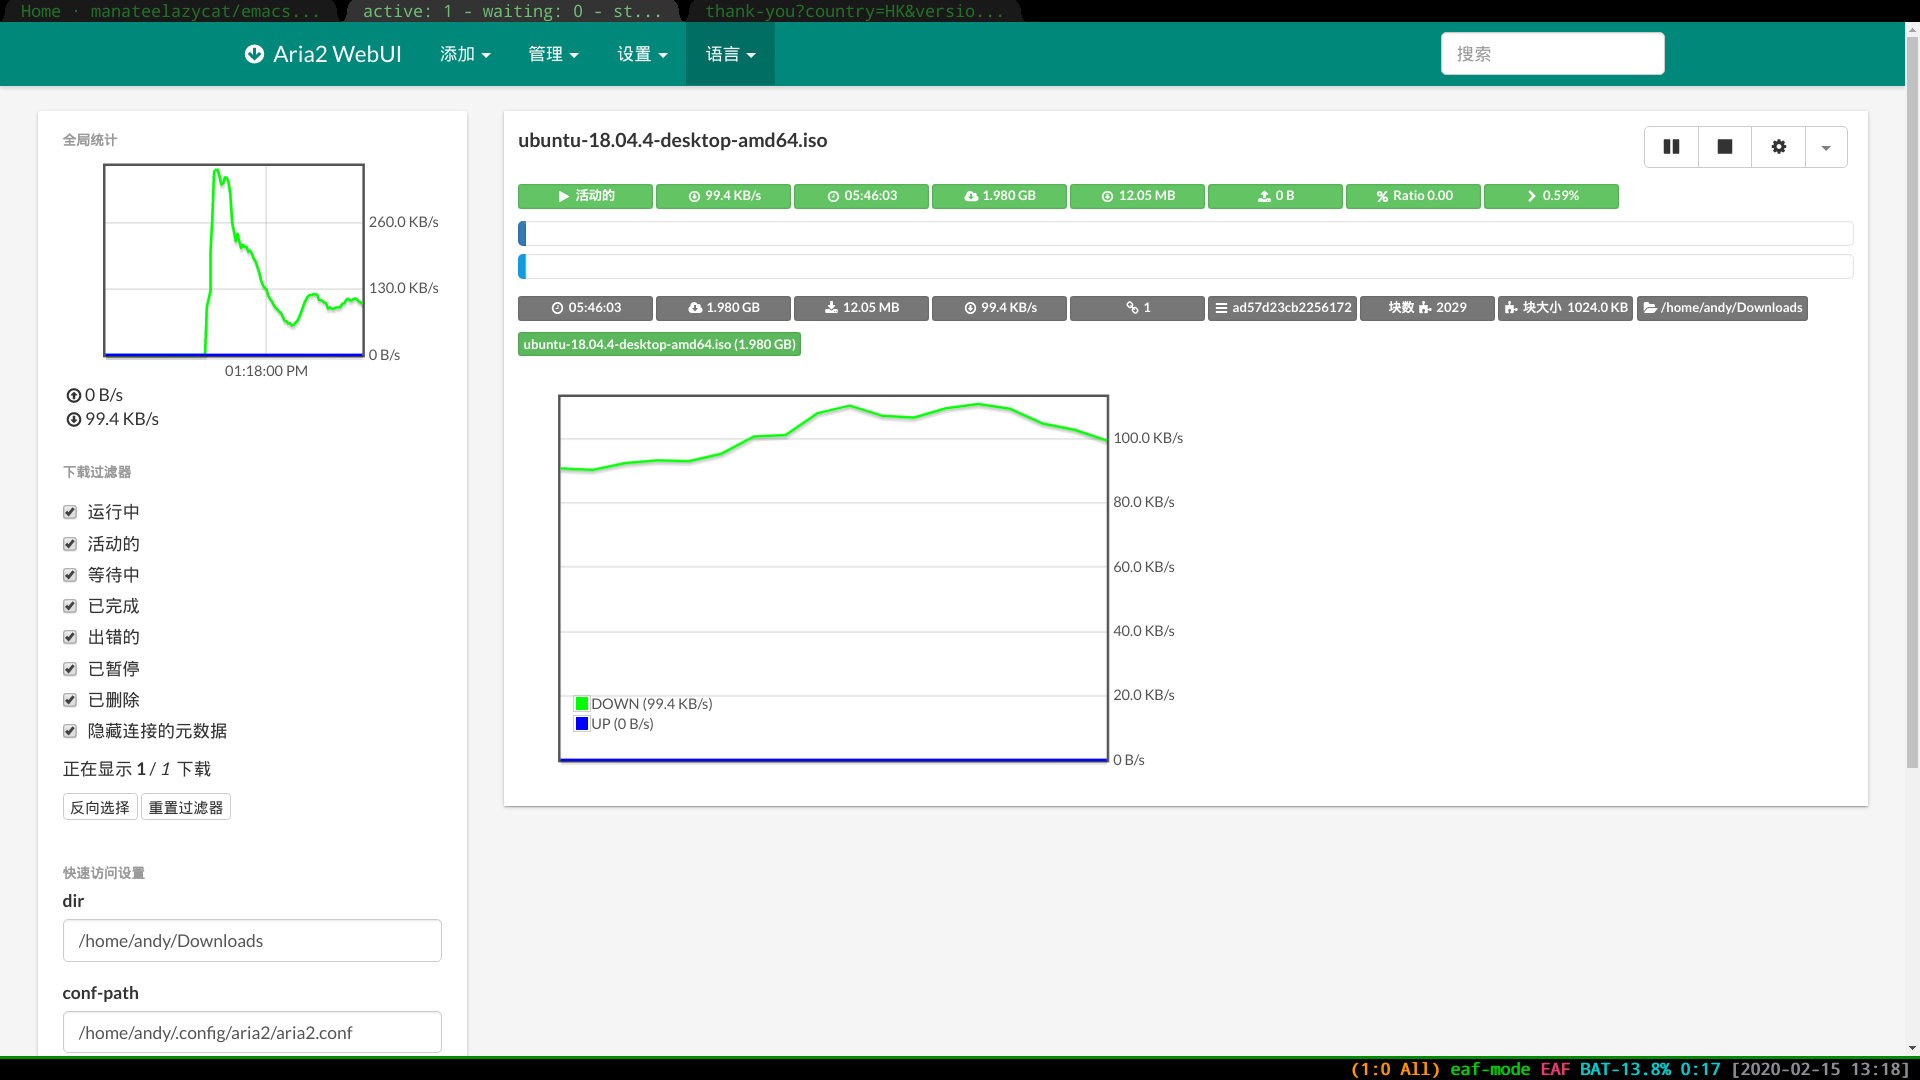 Home · manateelazycat/emacs... active: 1 - waiting: 0 - st... thank-you?country=HK&versio...
Aria2 WebUI 添加 管理 设置 语言 搜索
全局统计
260.0 KB/s
130.0 KB/s
0 B/s
01:18:00 PM
0 B/s
99.4 KB/s
下载过滤器
运行中
活动的
等待中
已完成
出错的
已暂停
已删除
隐藏连接的元数据
正在显示 1 / 1 下载
反向选择 重置过滤器
快速访问设置
dir
/home/andy/Downloads
conf-path
/home/andy/.config/aria2/aria2.conf
ubuntu-18.04.4-desktop-amd64.iso
活动的 99.4 KB/s 05:46:03 1.980 GB 12.05 MB 0 B Ratio 0.00 0.59%
05:46:03 1.980 GB 12.05 MB 99.4 KB/s 1 ad57d23cb2256172 块数 2029 块大小 1024.0 KB /home/andy/Downloads
ubuntu-18.04.4-desktop-amd64.iso (1.980 GB)
100.0 KB/s
80.0 KB/s
60.0 KB/s
40.0 KB/s
20.0 KB/s
0 B/s
DOWN (99.4 KB/s)
UP (0 B/s)
(1:0 All) eaf-mode EAF BAT-13.8% 0:17 [2020-02-15 13:18]